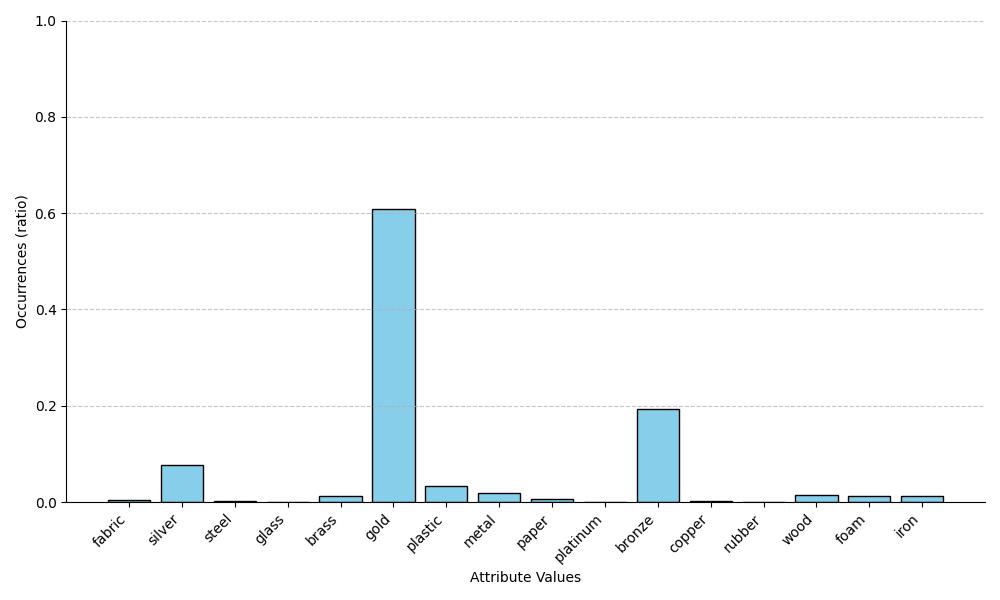 1.0
0.8
0.6
0.4
0.2
0.0
Occurrences (ratio)
fabric
silver
steel
glass
brass
gold
plastic
metal
paper
platinum
bronze
copper
rubber
wood
foam
iron
Attribute Values